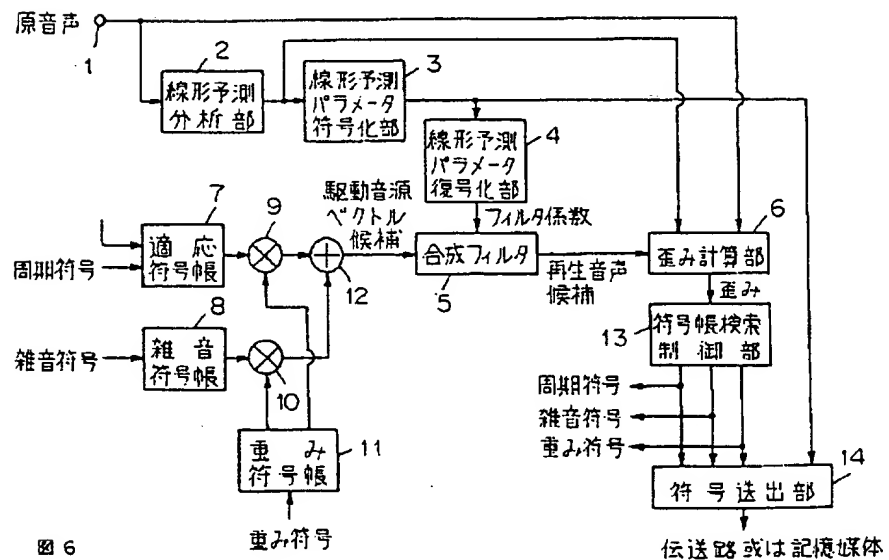 原音声
1
2
線形予測
分析部
3
線形予測
パラメータ
符号化部
4
線形予測
パラメータ
復号化部
フィルタ係数
駆動音源
ベクトル
候補
7
適応
符号帳
周期符号
9
12
合成フィルタ
5
再生音声
候補
6
歪み計算部
歪み
13
符号帳検索
制御部
8
雑音
符号帳
雑音符号
10
周期符号
雑音符号
重み符号
重み
符号帳
11
重み符号
14
符号送出部
伝送路或は記憶媒体
図6